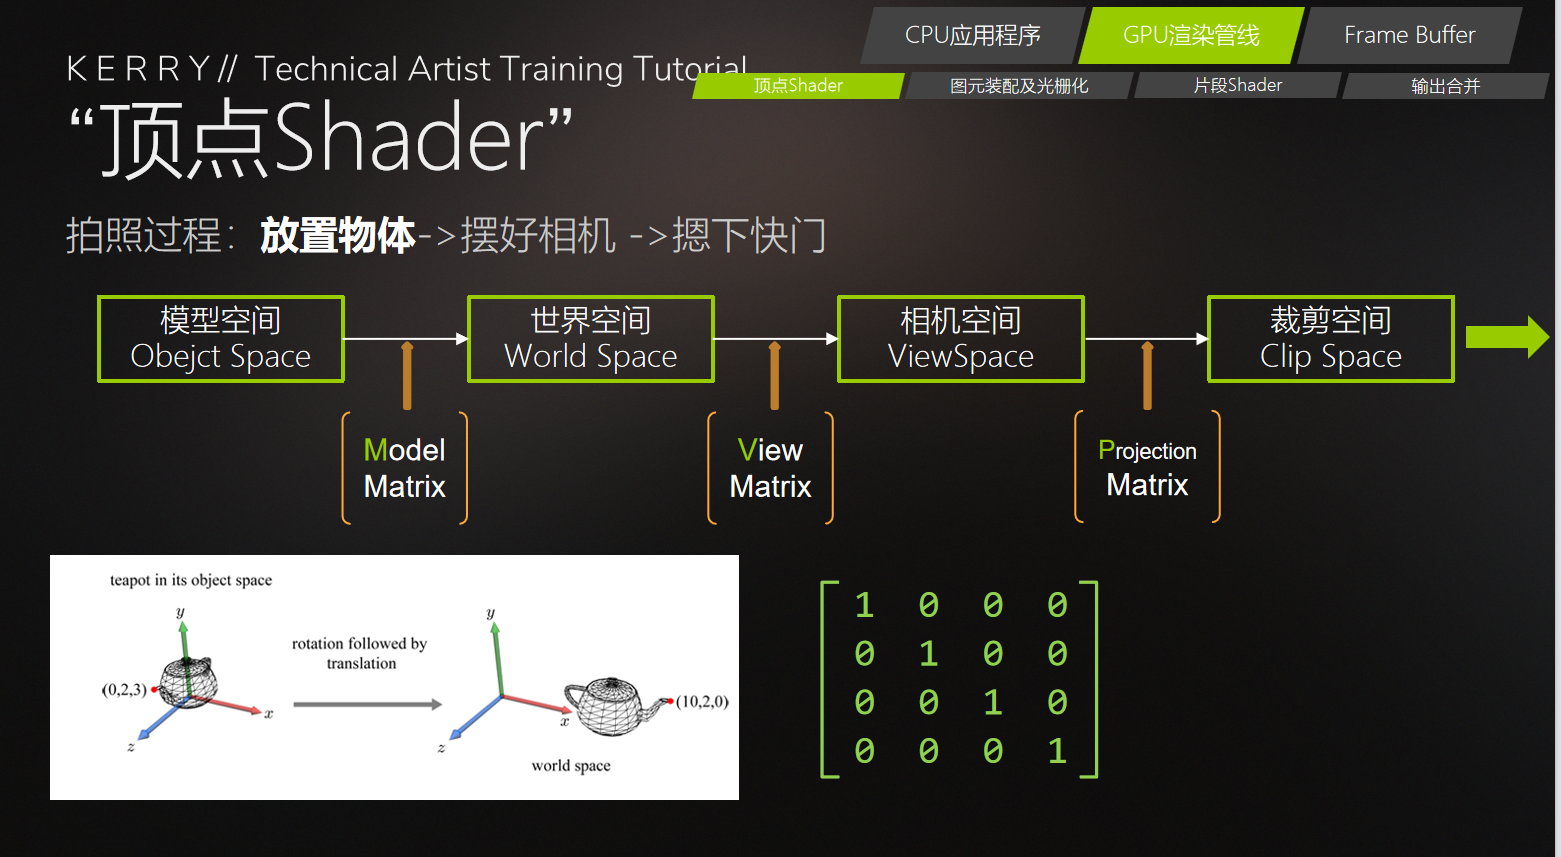 CPU应用程序
GPU渲染管线
Frame Buffer
KERRY// Technical Artist Training Tutorial
顶点Shader
图元装配及光栅化
片段Shader
输出合并
“顶点Shader”
拍照过程：放置物体->摆好相机 ->摁下快门
模型空间
Obejct Space
世界空间
World Space
相机空间
ViewSpace
裁剪空间
Clip Space
Model
Matrix
View
Matrix
Projection
Matrix
teapot in its object space
y
(0,2,3)
x
z
rotation followed by
translation
y
x
(10,2,0)
z
world space
1 0 0 0
0 1 0 0
0 0 1 0
0 0 0 1